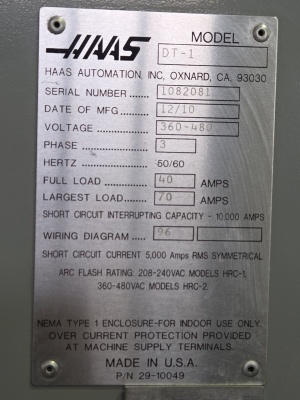 HAAS
MODEL
DT-1
HAAS AUTOMATION, INC, OXNARD, CA. 93030
SERIAL NUMBER ........ 1082081
DATE OF MFG ........ 12/10
VOLTAGE ........ 360-480
PHASE ........ 3
HERTZ ........ 50/60
FULL LOAD ........ 40 AMPS
LARGEST LOAD ........ 70 AMPS
SHORT CIRCUIT INTERRUPTING CAPACITY - 10,000 AMPS
WIRING DIAGRAM ........ 96
SHORT CIRCUIT CURRENT 5,000 Amps RMS SYMMETRICAL
ARC FLASH RATING: 208-240VAC MODELS HRC-1,
360-480VAC MODELS HRC-2.
NEMA TYPE 1 ENCLOSURE-FOR INDOOR USE ONLY.
OVER CURRENT PROTECTION PROVIDED
AT MACHINE SUPPLY TERMINALS.
MADE IN U.S.A.
P/N 29-10049